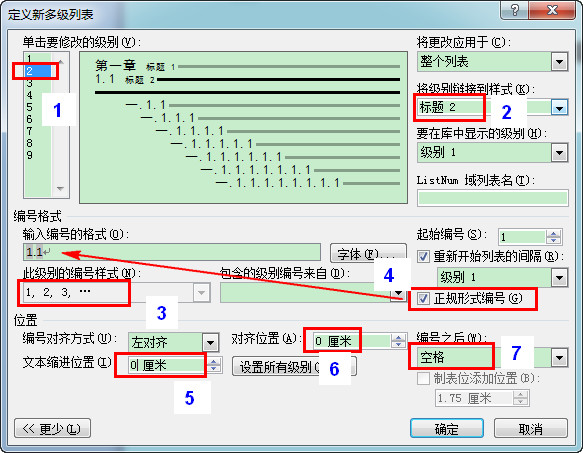 定义新多级列表
单击要修改的级别(V):
1
2
3
4
5
6
7
8
9
1
第一章 标题 1
1.1 标题 2
一.1.1
一.1.1.1
一.1.1.1.1
一.1.1.1.1.1
一.1.1.1.1.1.1
一.1.1.1.1.1.1.1
一.1.1.1.1.1.1.1.1
将更改应用于(C):
整个列表
将级别链接到样式(K):
标题 2
2
要在库中显示的级别(H):
级别 1
ListNum 域列表名(T):
编号格式
输入编号的格式(O):
1.1
字体(F)...
起始编号(S):
1
重新开始列表的间隔(R):
级别 1
此级别的编号样式(N):
包含的级别编号来自(D):
4
正规形式编号(G)
1, 2, 3, …
3
位置
编号对齐方式(U):
左对齐
对齐位置(A):
0 厘米
编号之后(W):
空格
7
文本缩进位置(I):
0 厘米
5
设置所有级别
6
制表位添加位置(B):
1.75 厘米
<< 更少(L)
确定
取消